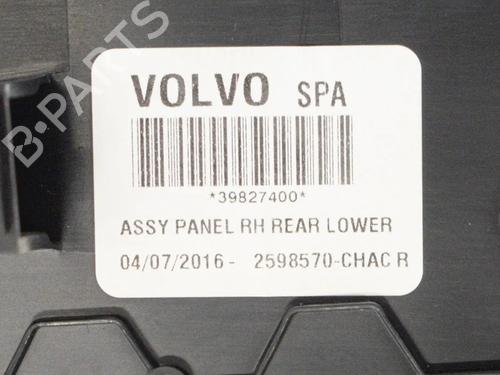 VOLVO SPA
*39827400*
ASSY PANEL RH REAR LOWER
04/07/2016- 2598570-CHAC R
B-PARTS